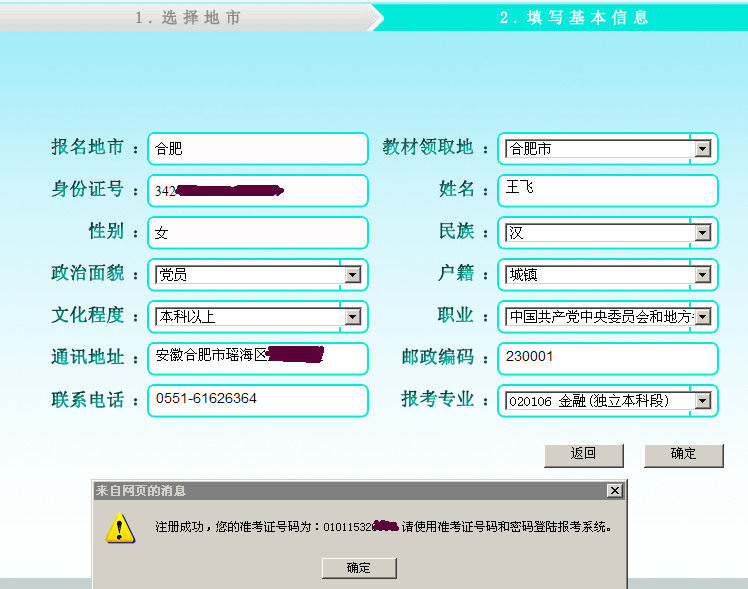 1.选择地市 2.填写基本信息
报名地市： 合肥 教材领取地： 合肥市
身份证号： 342 姓名： 王飞
性别： 女 民族： 汉
政治面貌： 党员 户籍： 城镇
文化程度： 本科以上 职业： 中国共产党中央委员会和地方
通讯地址： 安徽合肥市瑶海区 邮政编码： 230001
联系电话： 0551-61626364 报考专业： 020106 金融(独立本科段)
返回 确定
来自网页的消息
注册成功，您的准考证号码为：01011532 请使用准考证号码和密码登陆报考系统。
确定